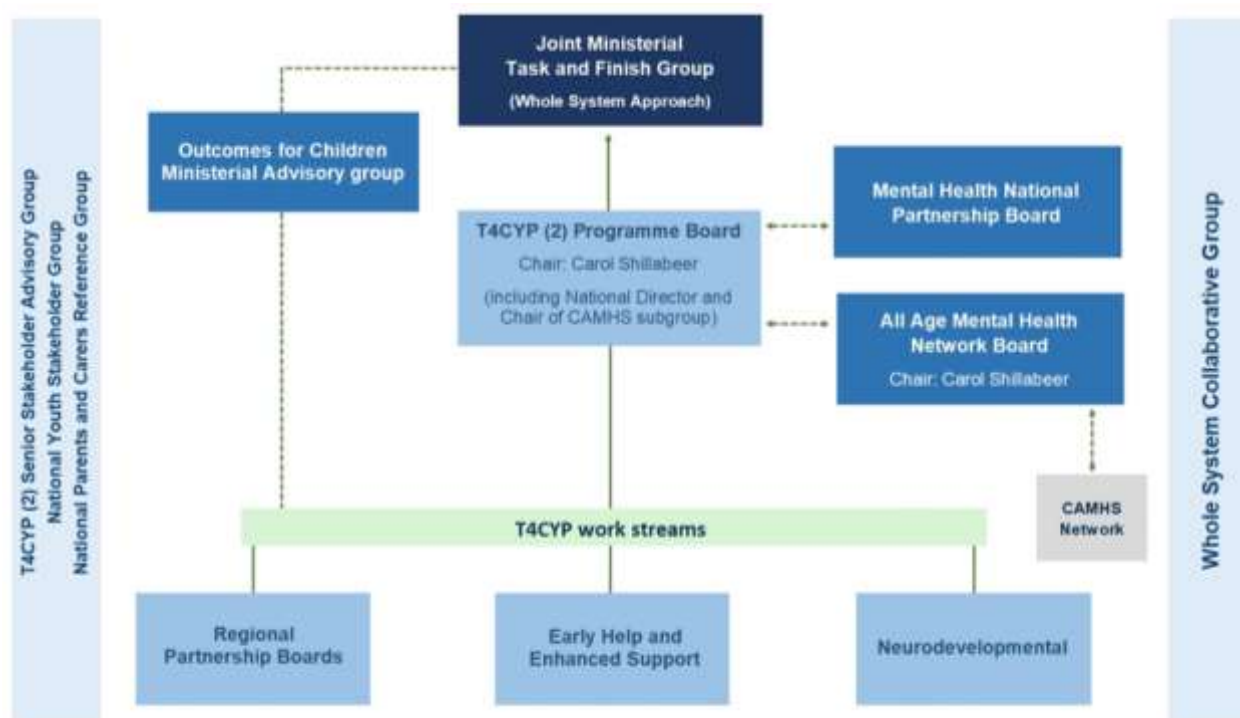 T4CYP (2) Senior Stakeholder Advisory Group
National Youth Stakeholder Group
National Parents and Carers Reference Group
Joint Ministerial
Task and Finish Group
(Whole System Approach)
Outcomes for Children
Ministerial Advisory group
Mental Health National
Partnership Board
T4CYP (2) Programme Board
Chair: Carol Shillabeer
(including National Director and
Chair of CAMHS subgroup)
All Age Mental Health
Network Board
Chair: Carol Shillabeer
CAMHS
Network
T4CYP work streams
Regional
Partnership Boards
Early Help and
Enhanced Support
Neurodevelopmental
Whole System Collaborative Group